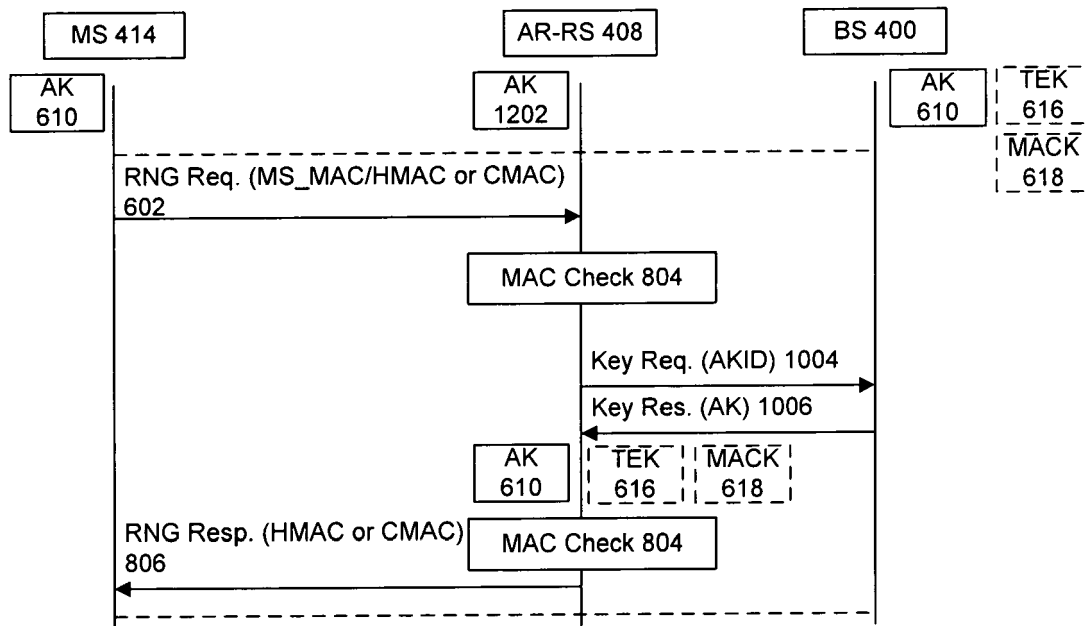 MS 414
AR-RS 408
BS 400
AK
610
AK
1202
AK
610
TEK
616
MACK
618
RNG Req. (MS_MAC/HMAC or CMAC)
602
MAC Check 804
Key Req. (AKID) 1004
Key Res. (AK) 1006
AK
610
TEK
616
MACK
618
RNG Resp. (HMAC or CMAC)
806
MAC Check 804